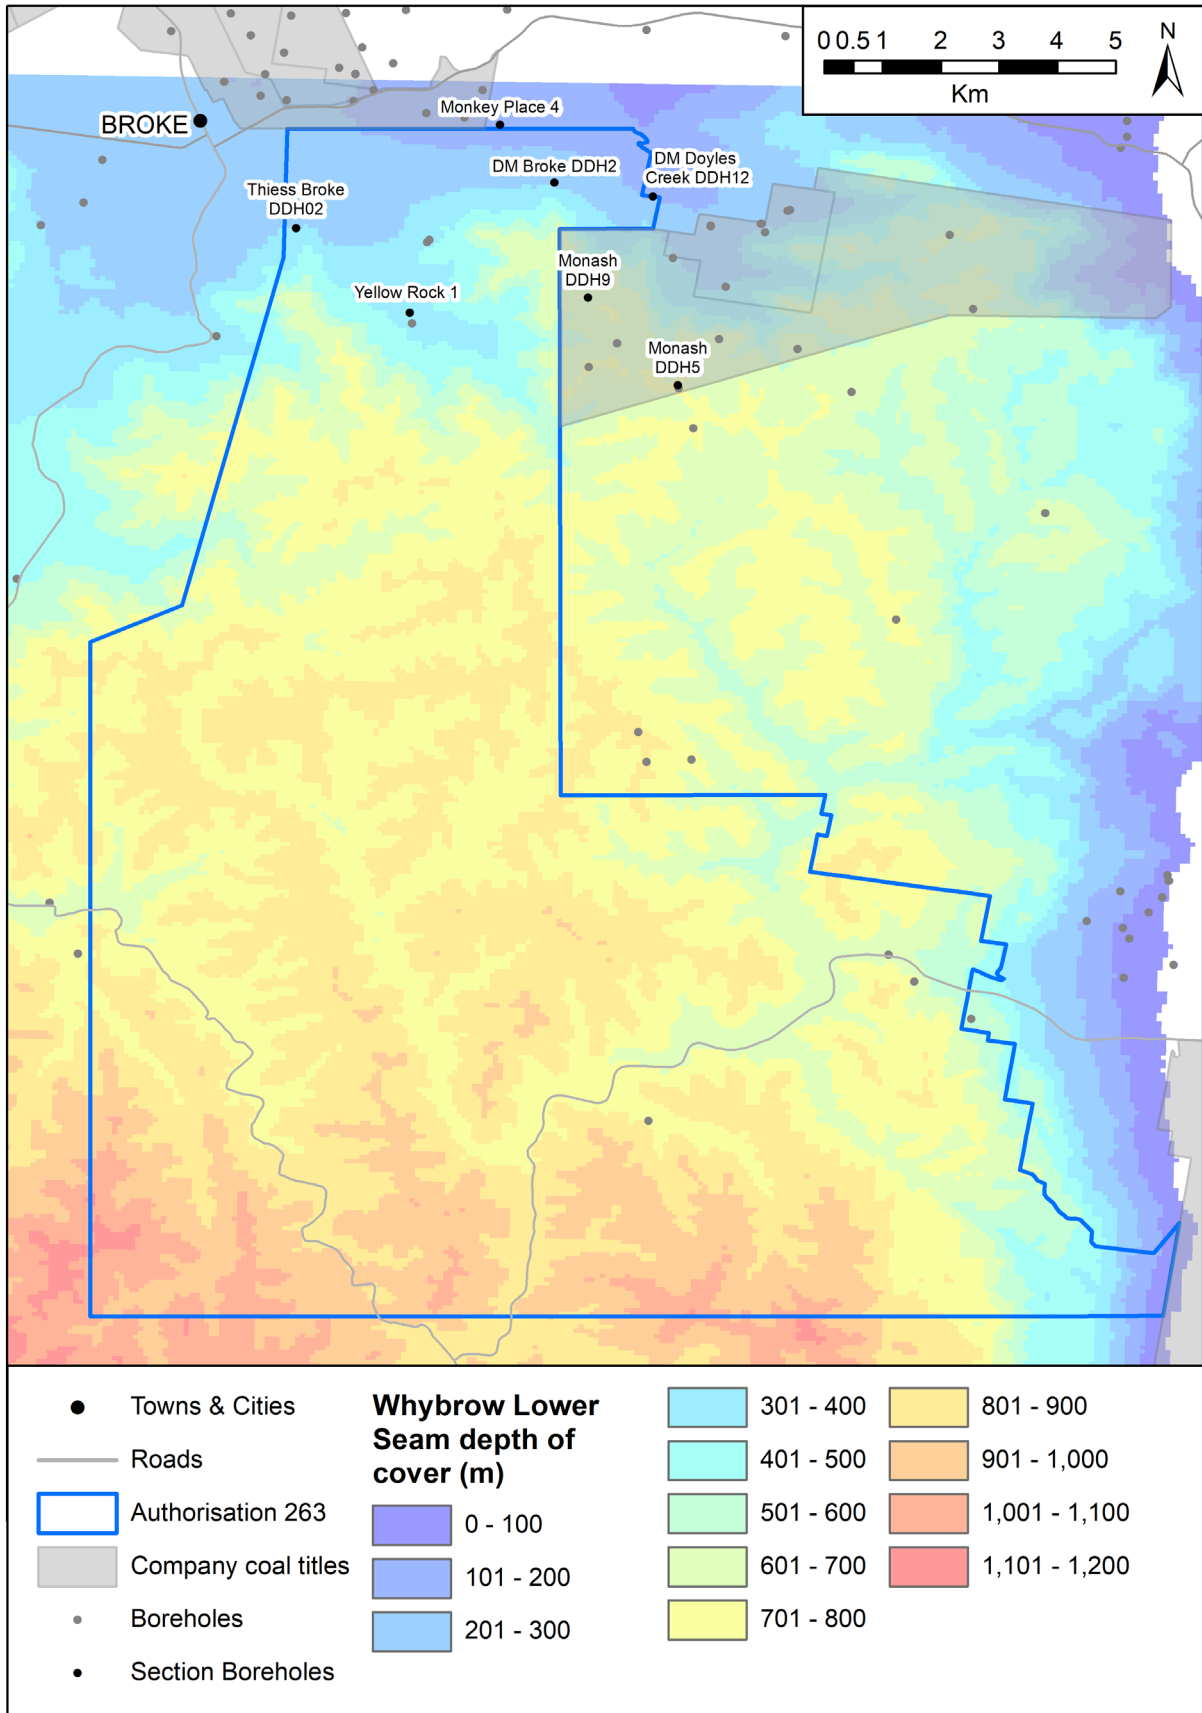 0 0.5 1 2 3 4 5
Km
N
BROKE
Monkey Place 4
DM Broke DDH2
DM Doyles
Creek DDH12
Thiess Broke
DDH02
Monash
DDH9
Yellow Rock 1
Monash
DDH5
Towns & Cities
Roads
Authorisation 263
Company coal titles
Boreholes
Section Boreholes
Whybrow Lower
Seam depth of
cover (m)
0 - 100
101 - 200
201 - 300
301 - 400
401 - 500
501 - 600
601 - 700
701 - 800
801 - 900
901 - 1,000
1,001 - 1,100
1,101 - 1,200